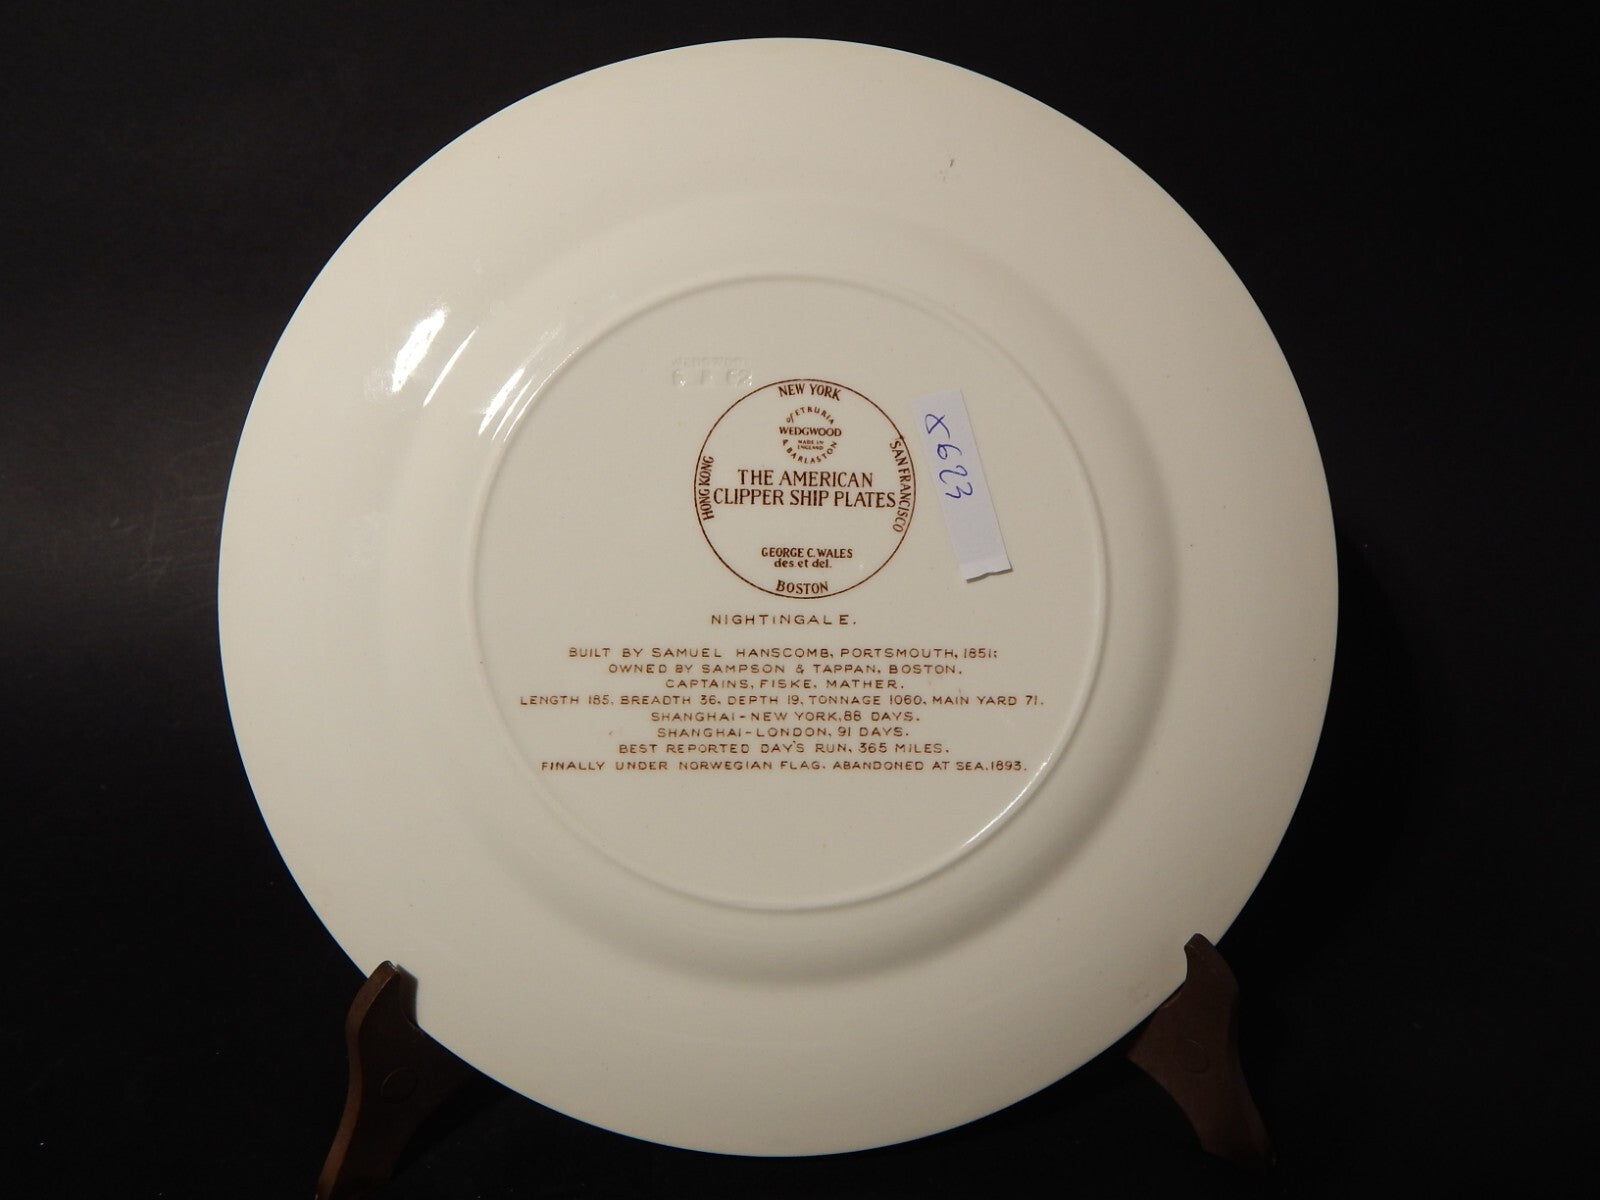 WEDGWOOD
NEW YORK
of ETRURIA
WEDGWOOD
MADE IN
ENGLAND
& BARLASTON
HONG KONG
SAN FRANCISCO
THE AMERICAN
CLIPPER SHIP PLATES
GEORGE C. WALES
des. et del.
BOSTON
X623
NIGHTINGALE.
BUILT BY SAMUEL HANSCOMB, PORTSMOUTH, 1851;
OWNED BY SAMPSON & TAPPAN, BOSTON.
CAPTAINS, FISKE, MATHER.
LENGTH 185, BREADTH 36, DEPTH 19, TONNAGE 1060, MAIN YARD 71.
SHANGHAI - NEW YORK, 88 DAYS.
SHANGHAI - LONDON, 91 DAYS.
BEST REPORTED DAY'S RUN, 365 MILES.
FINALLY UNDER NORWEGIAN FLAG. ABANDONED AT SEA, 1893.